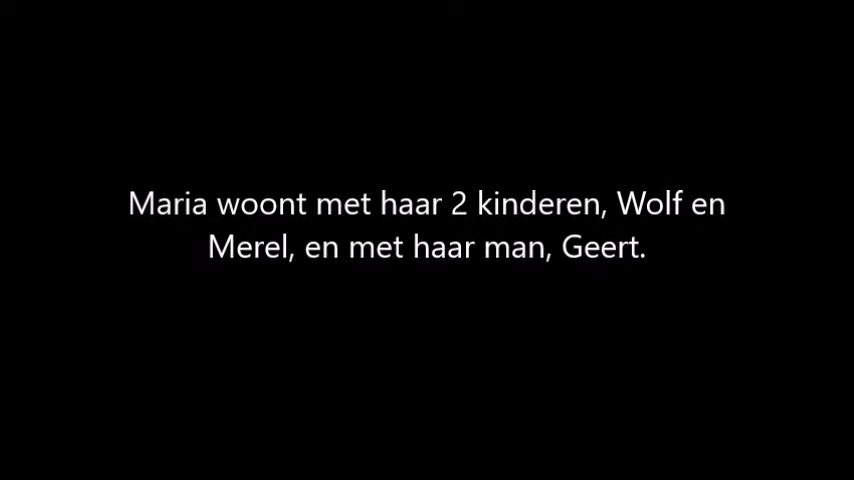 Maria woont met haar 2 kinderen, Wolf en
Merel, en met haar man, Geert.